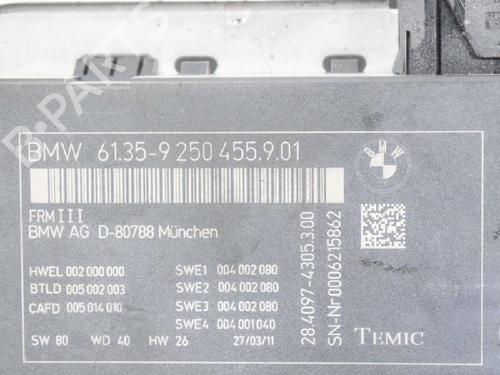 BMW 61.35-9 250 455.9.01
BMW
FRM III
BMW AG D-80788 München
HWEL 002 000 000
BTLD 005 002 003
CAFD 005 014 010
SWE1 004 002 080
SWE2 004 002 080
SWE3 004 002 080
SWE4 004 001 040
SW 80 WD 40 HW 26 27/03/11
28.4097-4305.3.00
SN-Nr0006215862
TEMIC